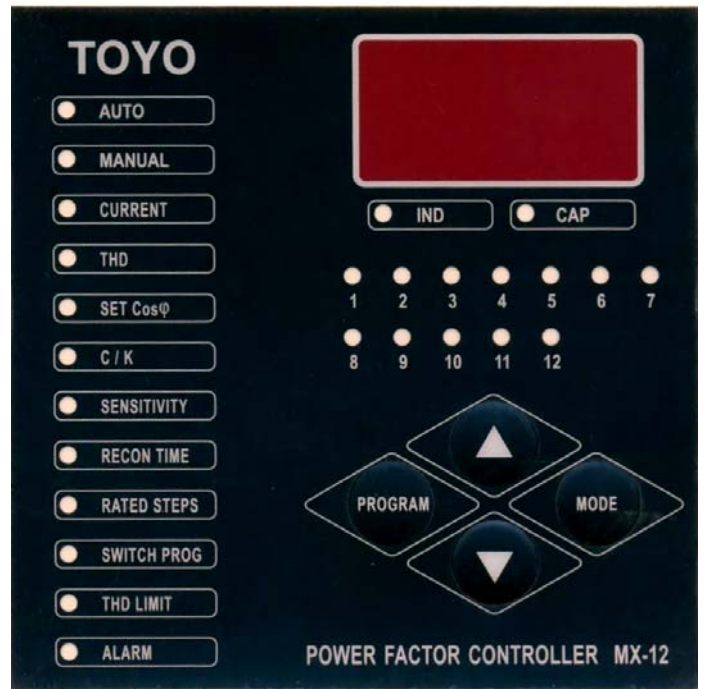 TOYO
AUTO
MANUAL
CURRENT
THD
SET Cosφ
C / K
SENSITIVITY
RECON TIME
RATED STEPS
SWITCH PROG
THD LIMIT
ALARM
IND CAP
1 2 3 4 5 6 7
8 9 10 11 12
▲
PROGRAM MODE
▼
POWER FACTOR CONTROLLER MX-12